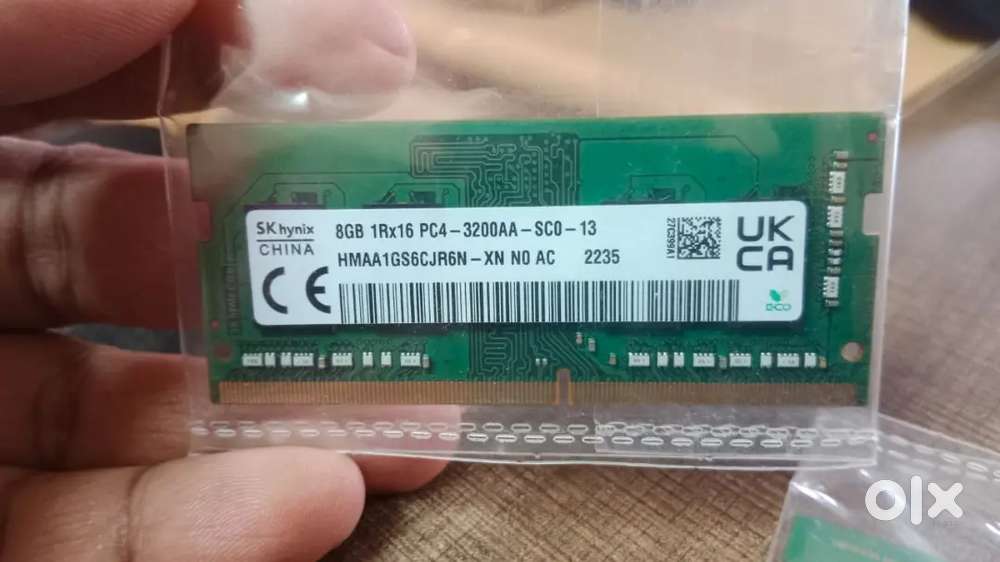 SK hynix
CHINA
8GB 1Rx16 PC4-3200AA-SC0-13
HMAA1GS6CJR6N-XN N0 AC 2235
27C399A1
UK
CA
CE
ECO
olx